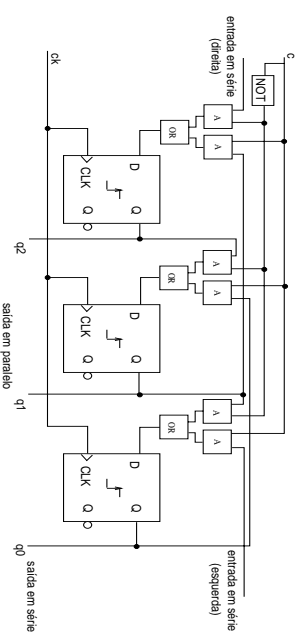 c
entrada em série
(direita)
NOT
A
A
OR
A
A
OR
A
A
OR
entrada em série
(esquerda)
D
Q
CLK
Q
D
Q
CLK
Q
D
Q
CLK
Q
ck
q2
q1
q0
saída em paralelo
saída em série